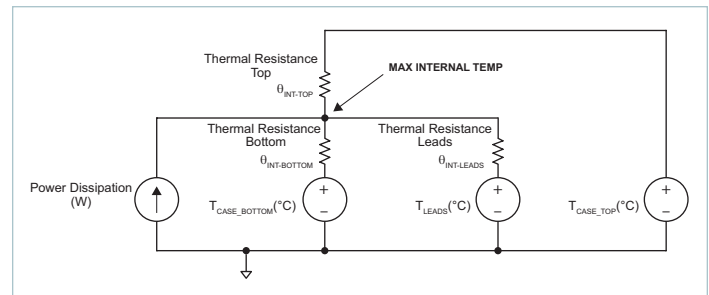 Thermal Resistance
Top
θINT-TOP
MAX INTERNAL TEMP
Thermal Resistance
Bottom
θINT-BOTTOM
Thermal Resistance
Leads
θINT-LEADS
Power Dissipation
(W)
+
–
TCASE_BOTTOM(°C)
+
–
TLEADS(°C)
+
–
TCASE_TOP(°C)